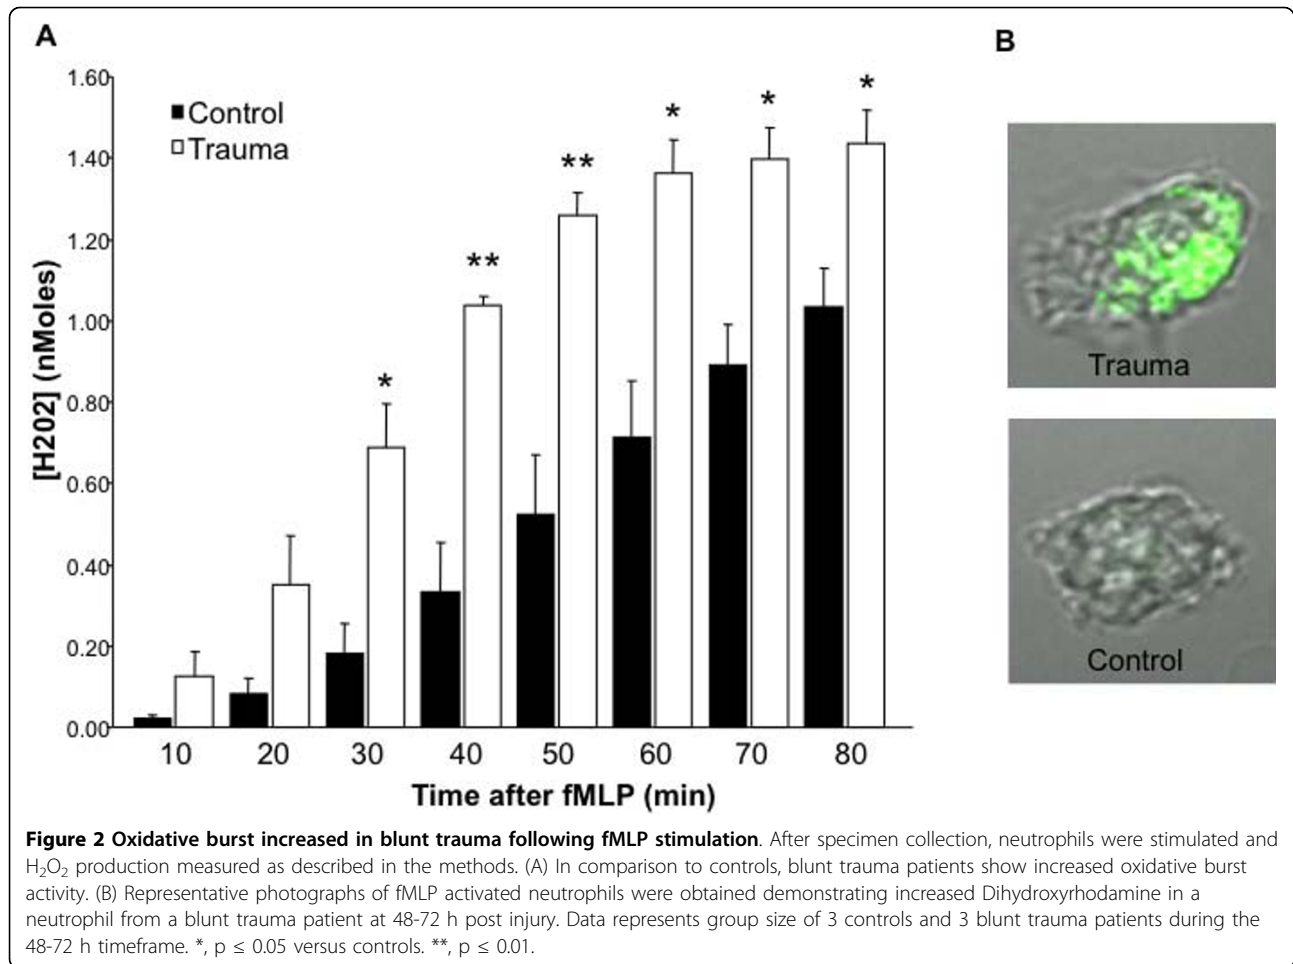 A
B
1.60
1.40
1.20
1.00
0.80
0.60
0.40
0.20
0.00
[H202] (nMoles)
Control
Trauma
*
**
**
*
*
*
10 20 30 40 50 60 70 80
Time after fMLP (min)
Trauma
Control
Figure 2 Oxidative burst increased in blunt trauma following fMLP stimulation. After specimen collection, neutrophils were stimulated and
H₂O₂ production measured as described in the methods. (A) In comparison to controls, blunt trauma patients show increased oxidative burst
activity. (B) Representative photographs of fMLP activated neutrophils were obtained demonstrating increased Dihydroxyrhodamine in a
neutrophil from a blunt trauma patient at 48-72 h post injury. Data represents group size of 3 controls and 3 blunt trauma patients during the
48-72 h timeframe. *, p ≤ 0.05 versus controls. **, p ≤ 0.01.